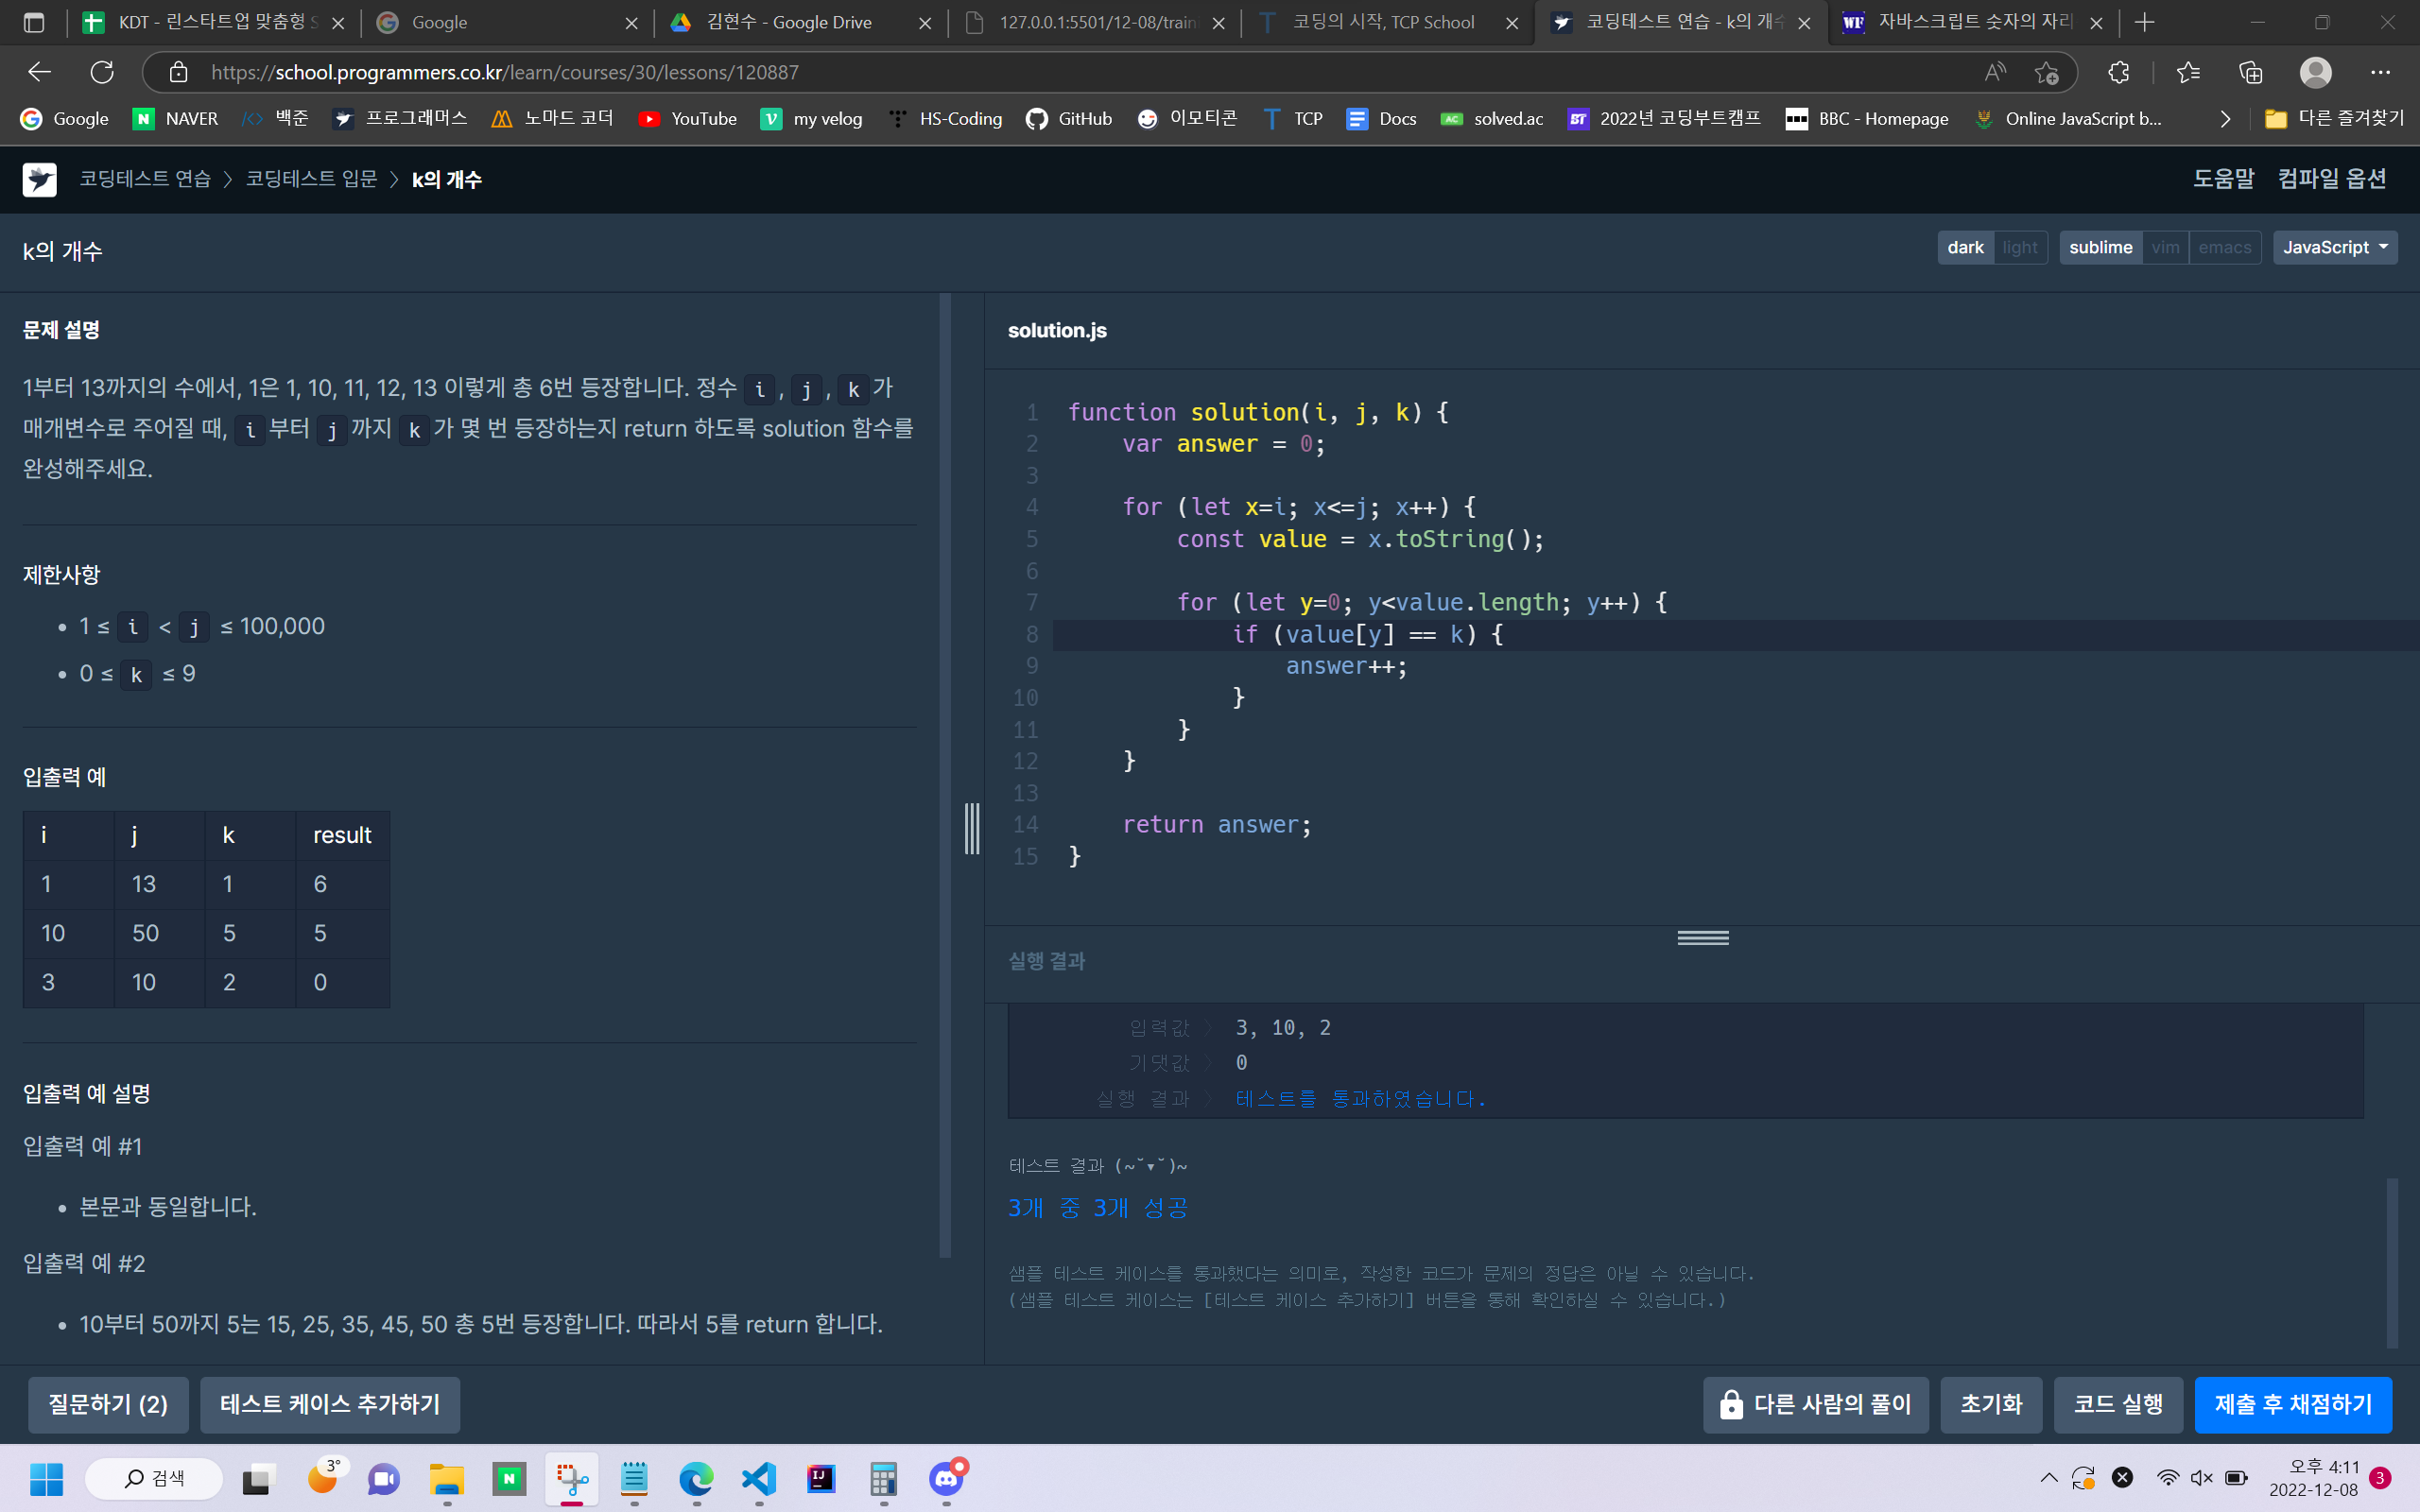 KDT - 린스타트업 맞춤형 S
Google
김현수 - Google Drive
127.0.0.1:5501/12-08/traini
코딩의 시작, TCP School
코딩테스트 연습 - k의 개수
자바스크립트 숫자의 자리
https://school.programmers.co.kr/learn/courses/30/lessons/120887
Google
NAVER
백준
프로그래머스
노마드 코더
YouTube
my velog
HS-Coding
GitHub
이모티콘
TCP
Docs
solved.ac
2022년 코딩부트캠프
BBC - Homepage
Online JavaScript b...
다른 즐겨찾기
코딩테스트 연습 > 코딩테스트 입문 > k의 개수
도움말 컴파일 옵션
k의 개수
dark light sublime vim emacs JavaScript
문제 설명
1부터 13까지의 수에서, 1은 1, 10, 11, 12, 13 이렇게 총 6번 등장합니다. 정수 i, j, k가
매개변수로 주어질 때, i부터 j까지 k가 몇 번 등장하는지 return 하도록 solution 함수를
완성해주세요.
제한사항
• 1 ≤ i < j ≤ 100,000
• 0 ≤ k ≤ 9
입출력 예
i j k result
1 13 1 6
10 50 5 5
3 10 2 0
입출력 예 설명
입출력 예 #1
• 본문과 동일합니다.
입출력 예 #2
• 10부터 50까지 5는 15, 25, 35, 45, 50 총 5번 등장합니다. 따라서 5를 return 합니다.
solution.js
1 function solution(i, j, k) {
2     var answer = 0;
3
4     for (let x=i; x<=j; x++) {
5         const value = x.toString();
6
7         for (let y=0; y<value.length; y++) {
8             if (value[y] == k) {
9                 answer++;
10             }
11         }
12     }
13
14     return answer;
15 }
실행 결과
입력값 〉 3, 10, 2
기댓값 〉 0
실행 결과 〉 테스트를 통과하였습니다.
테스트 결과 (~˘▾˘)~
3개 중 3개 성공
샘플 테스트 케이스를 통과했다는 의미로, 작성한 코드가 문제의 정답은 아닐 수 있습니다.
(샘플 테스트 케이스는 [테스트 케이스 추가하기] 버튼을 통해 확인하실 수 있습니다.)
질문하기 (2)
테스트 케이스 추가하기
다른 사람의 풀이
초기화
코드 실행
제출 후 채점하기
검색
3°
오후 4:11
2022-12-08
3